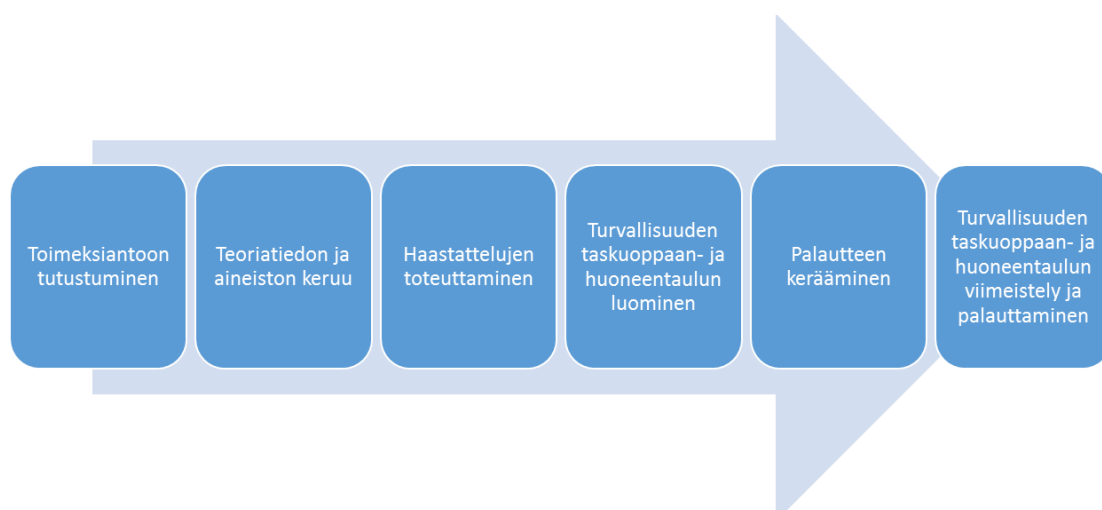 Toimeksiantoon
tutustuminen
Teoriatiedon ja
aineiston keruu
Haastattelujen
toteuttaminen
Turvallisuuden
taskuoppaan- ja
huoneentaulun
luominen
Palautteen
kerääminen
Turvallisuuden
taskuoppaan- ja
huoneentaulun
viimeistely ja
palauttaminen